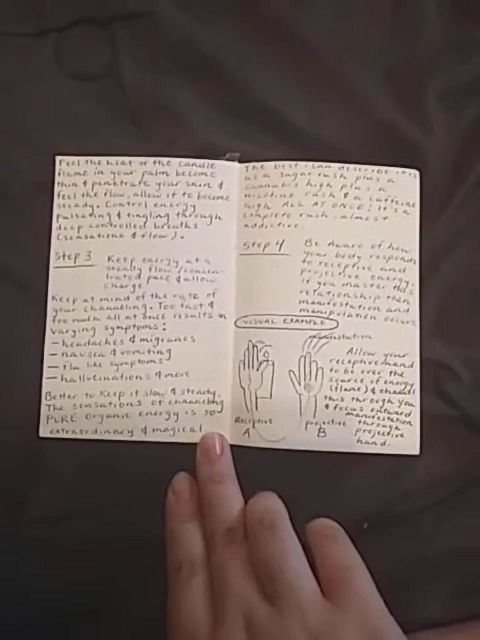 Feel the heat of the candle
flame in your palm become
thin & penetrate your skin &
feel the flow, allow it to become
steady. Control energy
pulsating & tingling through
deep controlled breaths
(sensations & flow).
Step 3
Keep energy at a
steady flow/concen-
trated pace & allow
charge
Keep at mind of the rate of
your channeling. Too fast &
too much all at once results in
varying symptoms:
- headaches & migranes
- nausea & vomiting
- flu like symptoms
- hallucinations & more
Better to keep it slow & steady.
The sensations of channeling
PURE organic energy is so
extraordinary & magical
The best I can describe it is
as a sugar rush plus a
cannabis high plus a
nicotine rush & a caffeine
high ALL AT ONCE; it's a
complete rush, almost
addictive.
Step 4
Be Aware of how
your body responds
to receptive and
projective energy.
if you master this
relationship then
manipulation and
manipulation occurs
VISUAL EXAMPLE
manifestation
Allow your
receptive hand
to be over the
source of energy
(flame) & channel
this through you
& focus outward
manifestation
through
projective
hand.
Receptive
A
projective
B